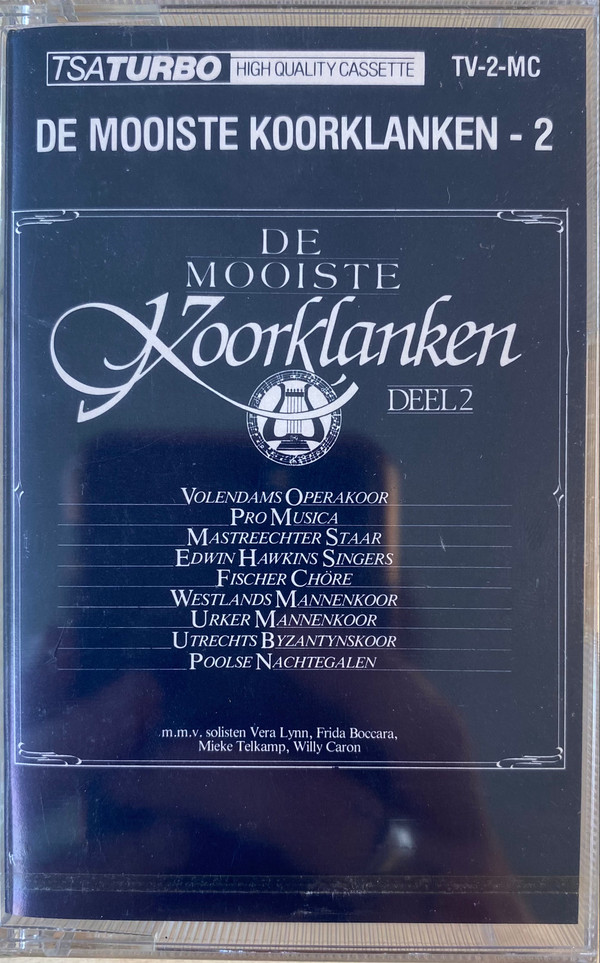 TSATURBO HIGH QUALITY CASSETTE TV-2-MC
DE MOOISTE KOORKLANKEN - 2
DE
MOOISTE
Koorklanken
DEEL 2
VOLENDAMS OPERAKOOR
PRO MUSICA
MASTREECHTER STAAR
EDWIN HAWKINS SINGERS
FISCHER CHÖRE
WESTLANDS MANNENKOOR
URKER MANNENKOOR
UTRECHTS BYZANTYNSKOOR
POOLSE NACHTEGALEN
m.m.v. solisten Vera Lynn, Frida Boccara,
Mieke Telkamp, Willy Caron